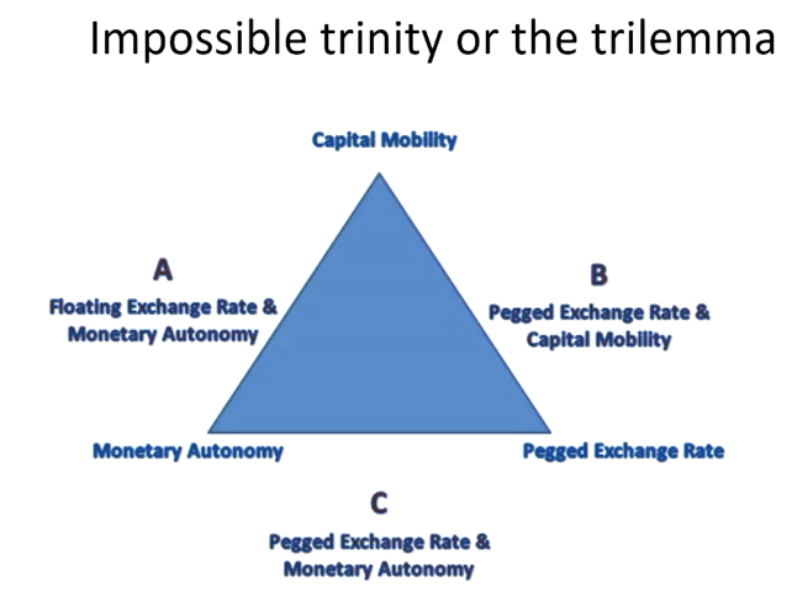 Impossible trinity or the trilemma
Capital Mobility
A
Floating Exchange Rate &
Monetary Autonomy
B
Pegged Exchange Rate &
Capital Mobility
Monetary Autonomy
Pegged Exchange Rate
C
Pegged Exchange Rate &
Monetary Autonomy